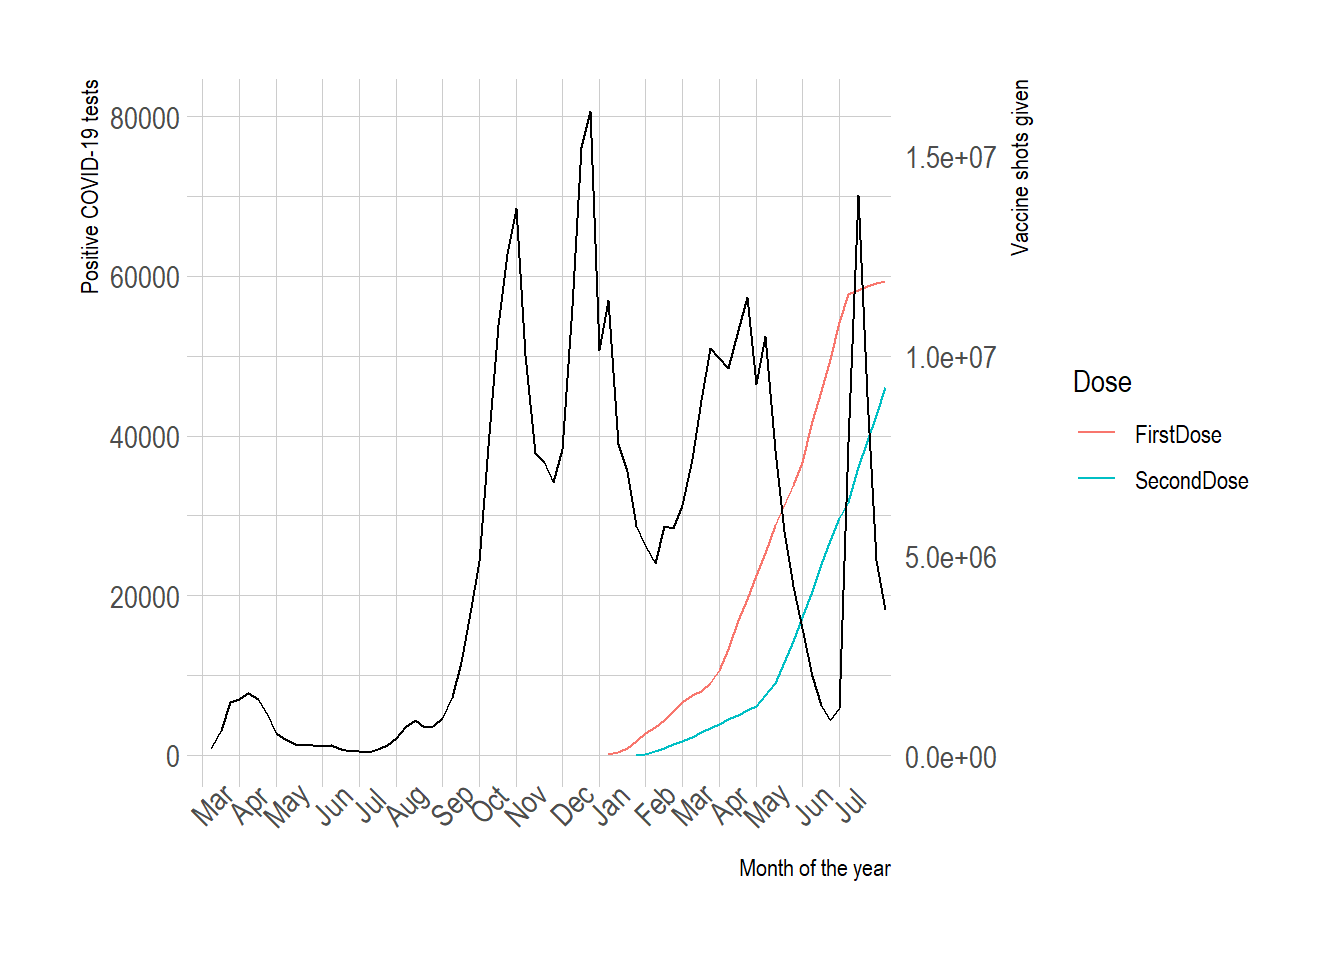 Positive COVID-19 tests
80000
60000
40000
20000
0
Mar
Apr
May
Jun
Jul
Aug
Sep
Oct
Nov
Dec
Jan
Feb
Mar
Apr
May
Jun
Jul
Month of the year
1.5e+07
1.0e+07
5.0e+06
0.0e+00
Vaccine shots given
Dose
FirstDose
SecondDose